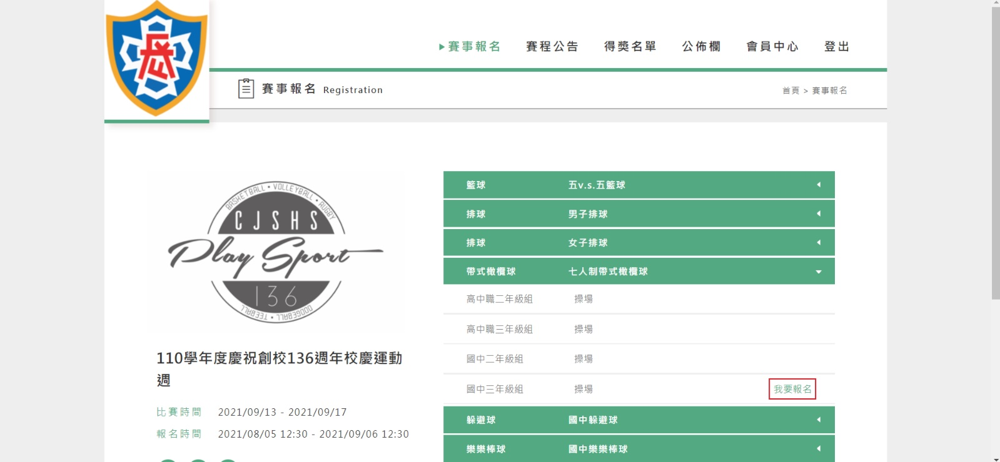 賽事報名 賽程公告 得獎名單 公佈欄 會員中心 登出
賽事報名 Registration
首頁 > 賽事報名
BASKETBALL • VOLLEYBALL • RUGBY
CJSHS
Play Sport
136
TEEBALL • DODGEBALL
110學年度慶祝創校136週年校慶運動
週
比賽時間 2021/09/13 - 2021/09/17
報名時間 2021/08/05 12:30 - 2021/09/06 12:30
籃球 五v.s.五籃球
排球 男子排球
排球 女子排球
帶式橄欖球 七人制帶式橄欖球
高中職二年級組 操場
高中職三年級組 操場
國中二年級組 操場
國中三年級組 操場 我要報名
躲避球 國中躲避球
樂樂棒球 國中樂樂棒球